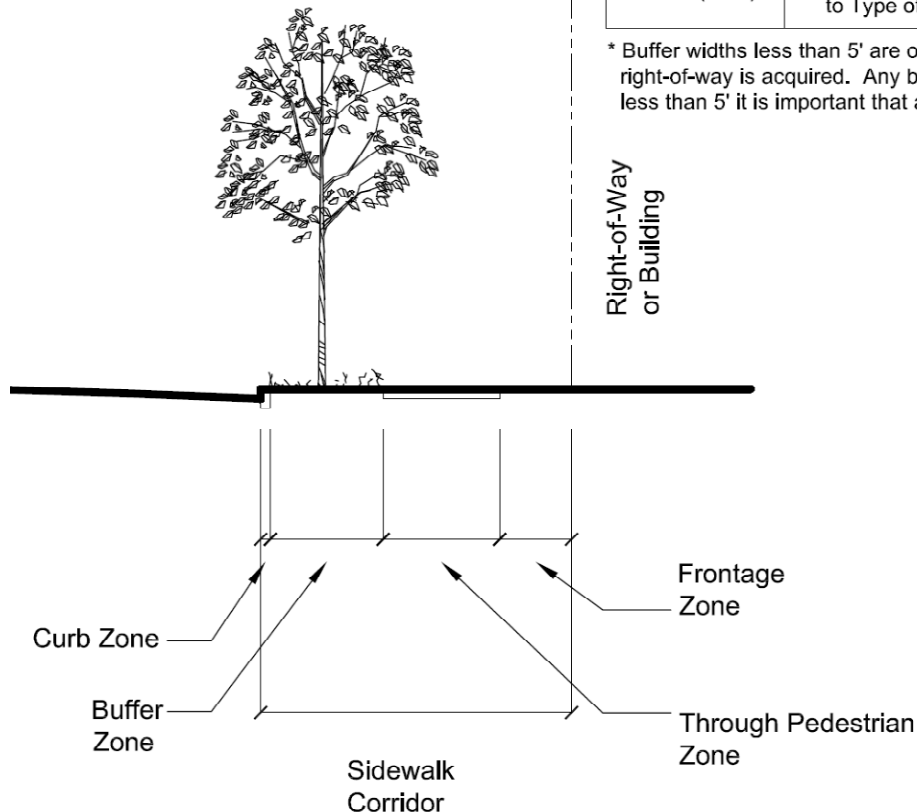 to Type of
* Buffer widths less than 5' are
right-of-way is acquired. Any
less than 5' it is important that
Right-of-Way
or Building
Frontage
Zone
Curb Zone
Buffer
Zone
Through Pedestrian
Zone
Sidewalk
Corridor